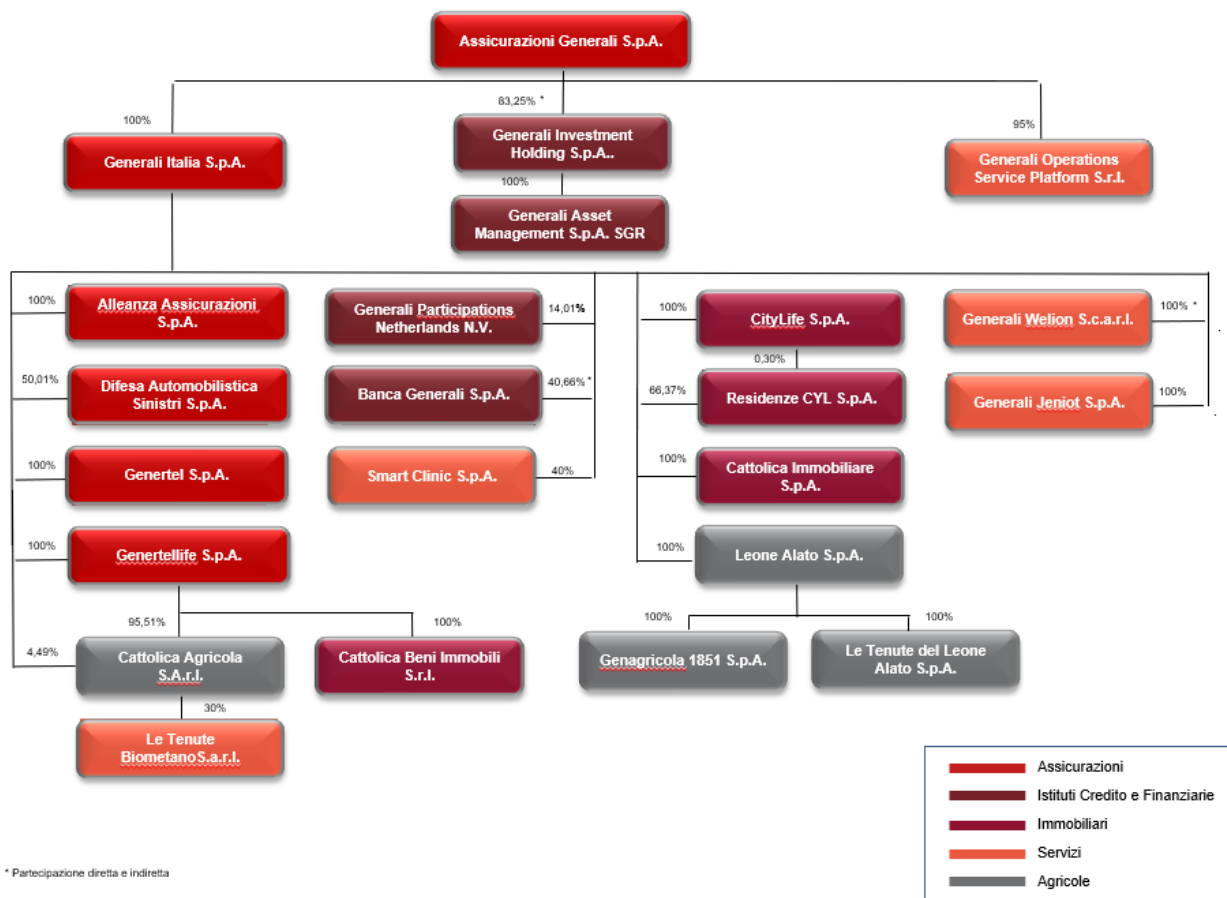 Assicurazioni Generali S.p.A.
100%
83,25% *
95%
Generali Italia S.p.A.
Generali Investment
Holding S.p.A..
Generali Operations
Service Platform S.r.l.
100%
Generali Asset
Management S.p.A. SGR
100%
Alleanza Assicurazioni
S.p.A.
Generali Participations
Netherlands N.V.
14,01%
100%
CityLife S.p.A.
Generali Welion S.c.a.r.l.
100% *
0,30%
50,01%
Difesa Automobilistica
Sinistri S.p.A.
Banca Generali S.p.A.
40,66% *
66,37%
Residenze CYL S.p.A.
Generali Jeniot S.p.A.
100%
100%
Genertel S.p.A.
Smart Clinic S.p.A.
40%
100%
Cattolica Immobiliare
S.p.A.
100%
Genertellife S.p.A.
100%
Leone Alato S.p.A.
95,51%
100%
100%
100%
4,49%
Cattolica Agricola
S.A.r.l.
Cattolica Beni Immobili
S.r.l.
Genagricola 1851 S.p.A.
Le Tenute del Leone
Alato S.p.A.
30%
Le Tenute
BiometanoS.a.r.l.
Assicurazioni
Istituti Credito e Finanziarie
Immobiliari
Servizi
Agricole
* Partecipazione diretta e indiretta